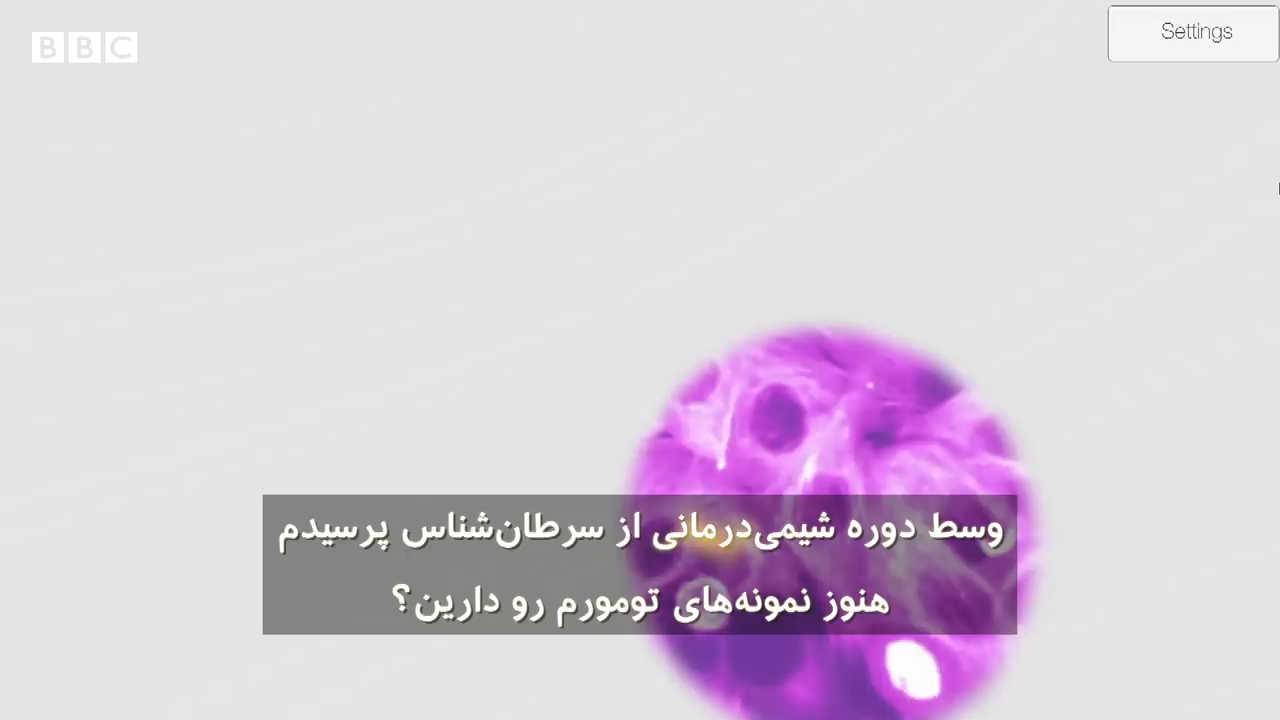 BBC
Settings
وسط دوره شیمی‌درمانی از سرطان‌شناس پرسیدم
هنوز نمونه‌های تومورم رو دارین؟